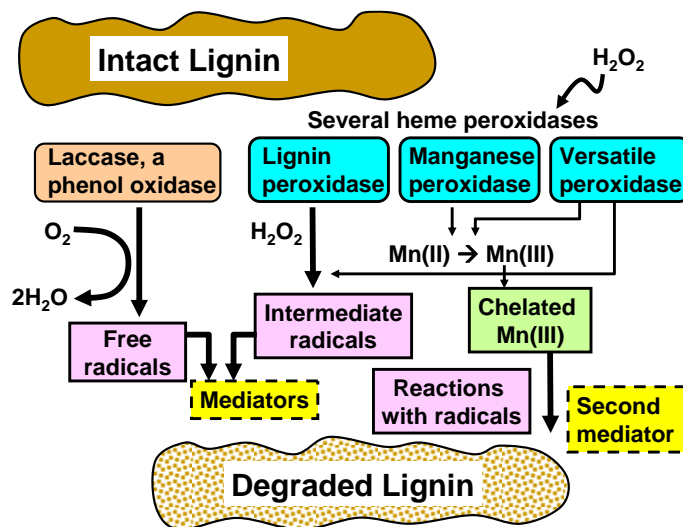 Intact Lignin
H₂O₂
Several heme peroxidases
Laccase, a
phenol oxidase
Lignin
peroxidase
Manganese
peroxidase
Versatile
peroxidase
O₂
H₂O₂
Mn(II) → Mn(III)
2H₂O
Free
radicals
Intermediate
radicals
Chelated
Mn(III)
Mediators
Reactions
with radicals
Second
mediator
Degraded Lignin